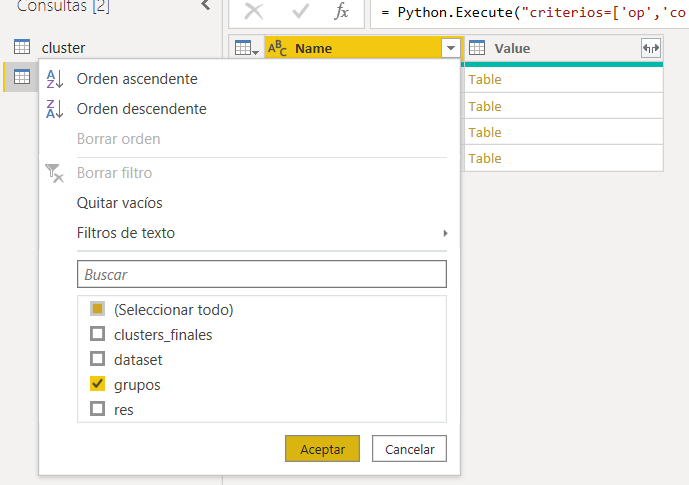 Consultas [2]
= Python.Execute("criterios=['op','co
cluster
ABC Name
Value
Orden ascendente
Table
Orden descendente
Table
Borrar orden
Table
Table
Borrar filtro
Quitar vacíos
Filtros de texto
Buscar
(Seleccionar todo)
clusters_finales
dataset
grupos
res
Aceptar
Cancelar